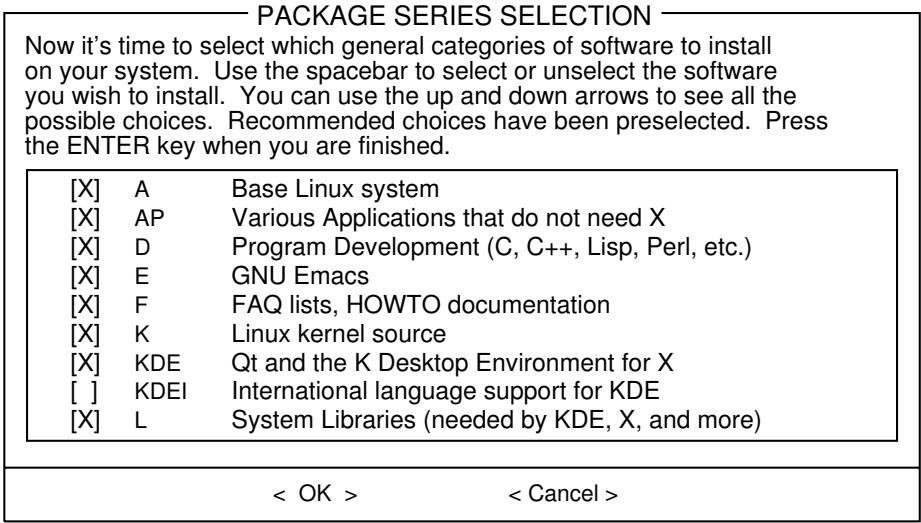 PACKAGE SERIES SELECTION
Now it's time to select which general categories of software to install
on your system.  Use the spacebar to select or unselect the software
you wish to install.  You can use the up and down arrows to see all the
possible choices.  Recommended choices have been preselected.  Press
the ENTER key when you are finished.
[X] A Base Linux system
[X] AP Various Applications that do not need X
[X] D Program Development (C, C++, Lisp, Perl, etc.)
[X] E GNU Emacs
[X] F FAQ lists, HOWTO documentation
[X] K Linux kernel source
[X] KDE Qt and the K Desktop Environment for X
[ ] KDEI International language support for KDE
[X] L System Libraries (needed by KDE, X, and more)
< OK > < Cancel >